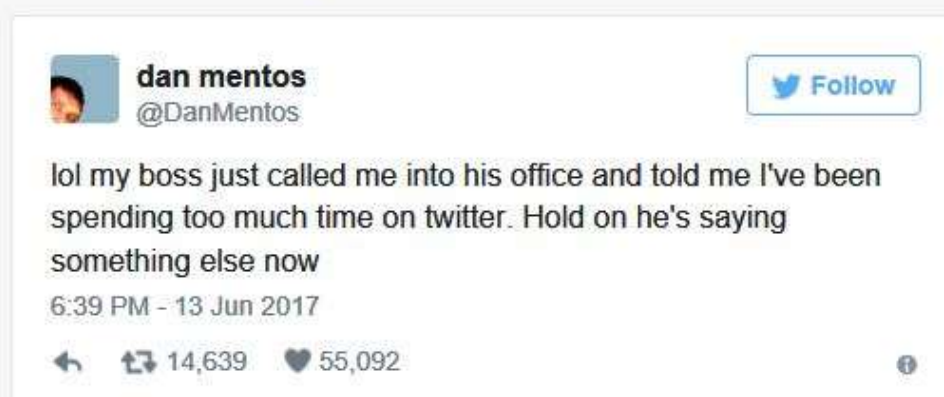 dan mentos
@DanMentos
Follow
lol my boss just called me into his office and told me I've been
spending too much time on twitter. Hold on he's saying
something else now
6:39 PM - 13 Jun 2017
14,639 55,092